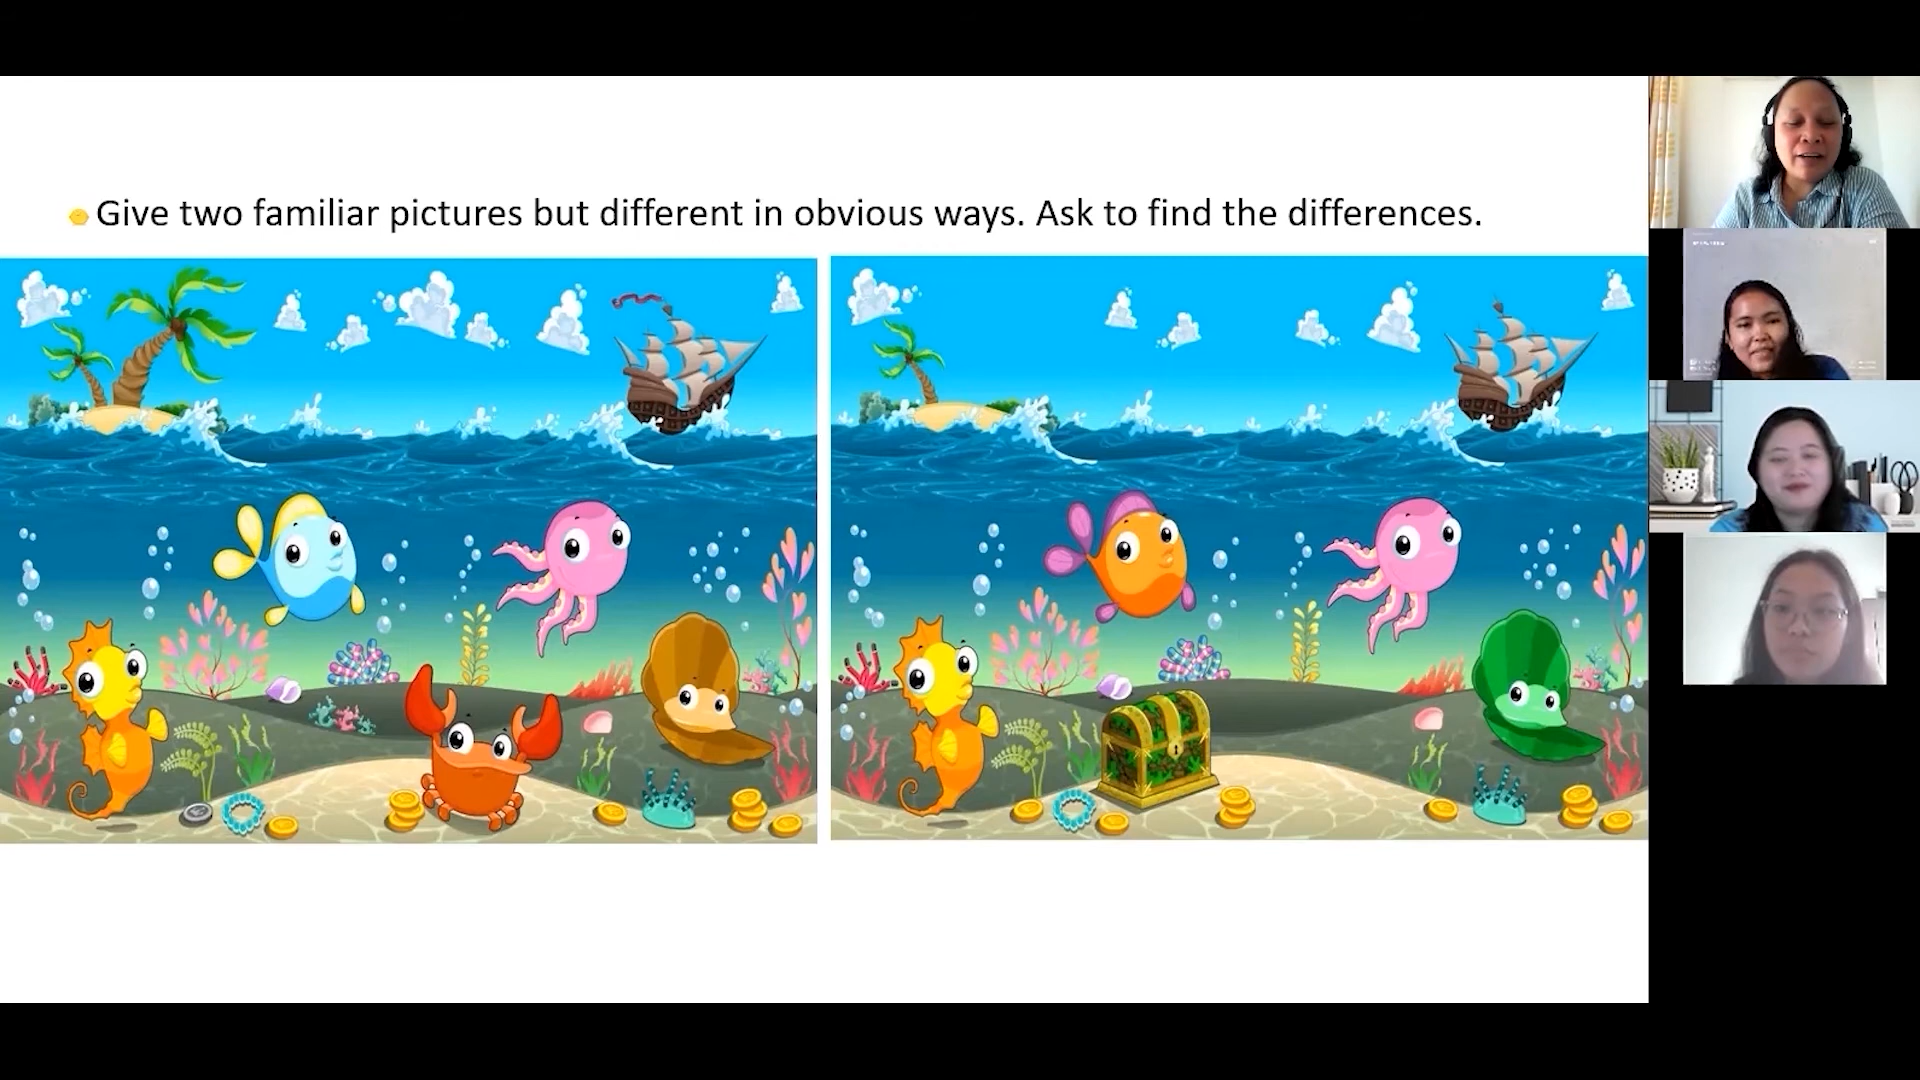 Give two familiar pictures but different in obvious ways. Ask to find the differences.